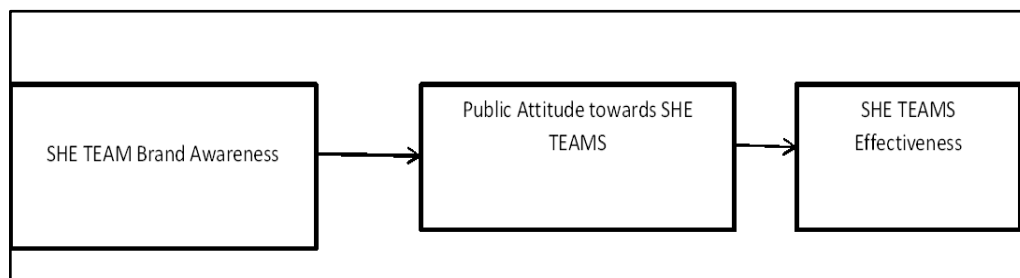 SHE TEAM Brand Awareness
Public Attitude towards SHE
TEAMS
SHE TEAMS
Effectiveness